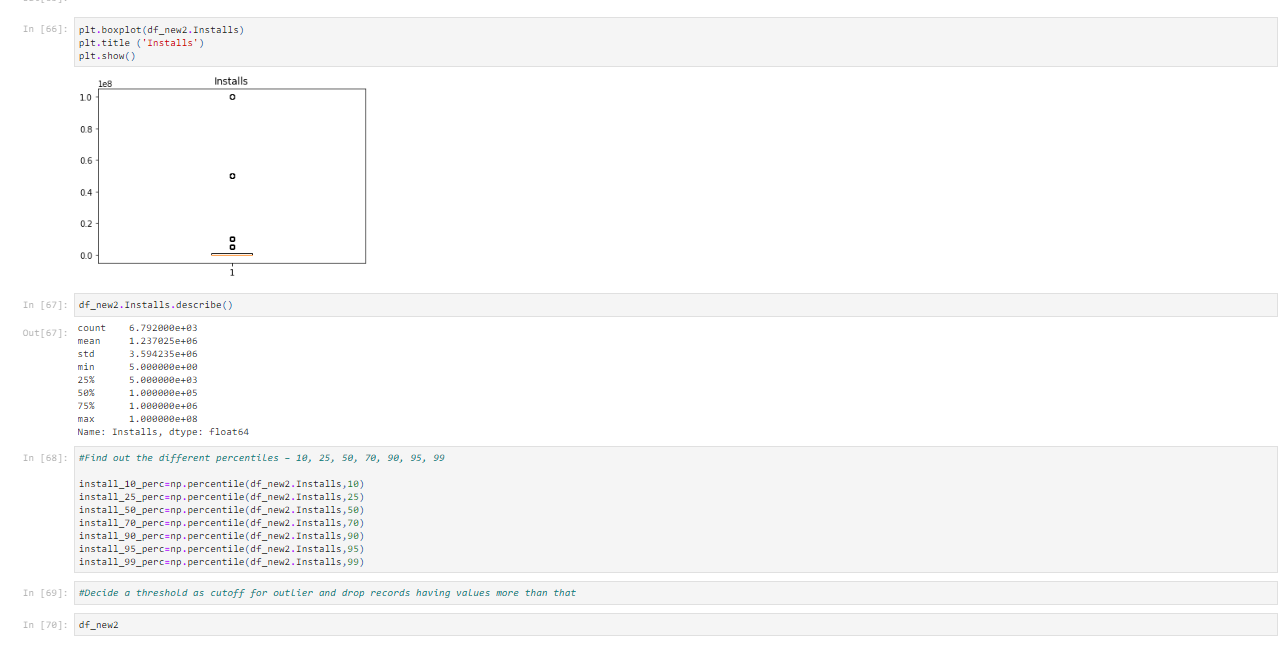 In [66]:
plt.boxplot(df_new2.Installs)
plt.title ('Installs')
plt.show()
Installs
1e8
1.0
0.8
0.6
0.4
0.2
0.0
1
In [67]:
df_new2.Installs.describe()
Out[67]:
count 6.792000e+03
mean 1.237025e+06
std 3.594235e+06
min 5.000000e+00
25% 5.000000e+03
50% 1.000000e+05
75% 1.000000e+06
max 1.000000e+08
Name: Installs, dtype: float64
In [68]:
#Find out the different percentiles – 10, 25, 50, 70, 90, 95, 99
install_10_perc=np.percentile(df_new2.Installs,10)
install_25_perc=np.percentile(df_new2.Installs,25)
install_50_perc=np.percentile(df_new2.Installs,50)
install_70_perc=np.percentile(df_new2.Installs,70)
install_90_perc=np.percentile(df_new2.Installs,90)
install_95_perc=np.percentile(df_new2.Installs,95)
install_99_perc=np.percentile(df_new2.Installs,99)
In [69]:
#Decide a threshold as cutoff for outlier and drop records having values more than that
In [70]:
df_new2